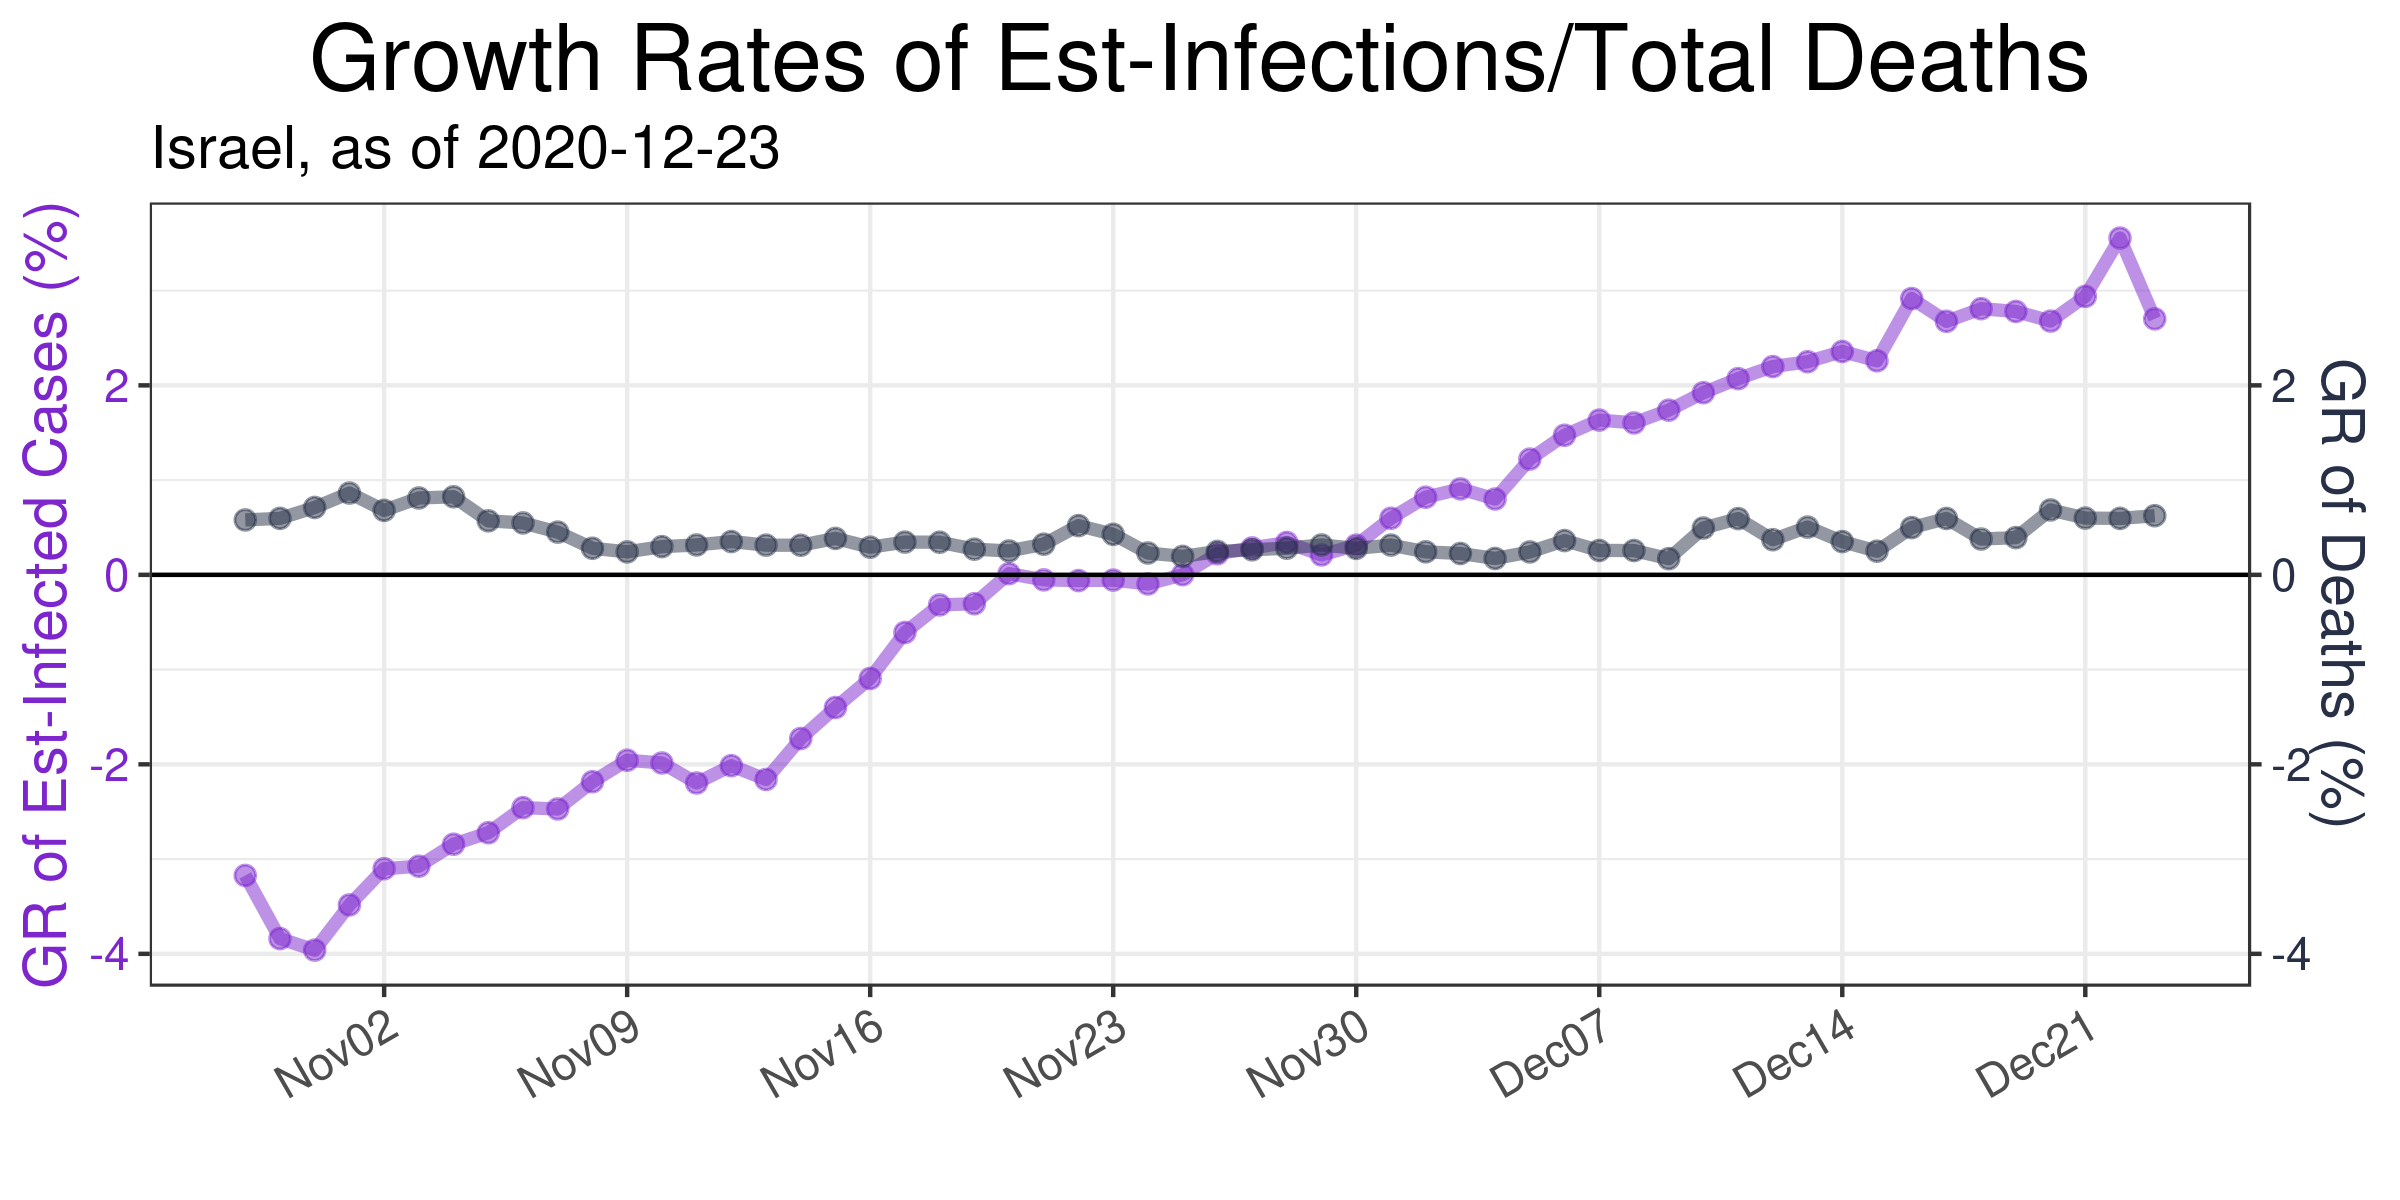 Growth Rates of Est-Infections/Total Deaths
Israel, as of 2020-12-23
GR of Est-Infected Cases (%)
2
0
-2
-4
2
0
-2
-4
GR of Deaths (%)
Nov02
Nov09
Nov16
Nov23
Nov30
Dec07
Dec14
Dec21